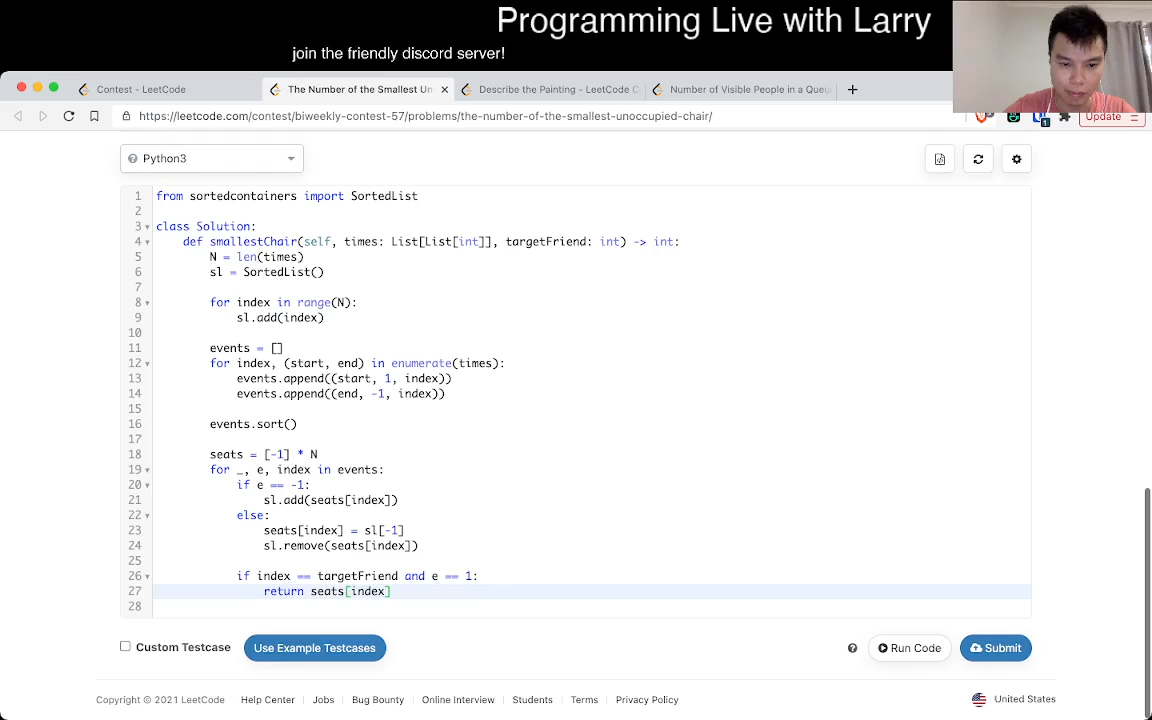 Programming Live with Larry
join the friendly discord server!
Contest - LeetCode
The Number of the Smallest Un
Describe the Painting - LeetCode C
Number of Visible People in a Queu
https://leetcode.com/contest/biweekly-contest-57/problems/the-number-of-the-smallest-unoccupied-chair/
Update
Python3
1 from sortedcontainers import SortedList
2
3 class Solution:
4 def smallestChair(self, times: List[List[int]], targetFriend: int) -> int:
5 N = len(times)
6 sl = SortedList()
7
8 for index in range(N):
9 sl.add(index)
10
11 events = []
12 for index, (start, end) in enumerate(times):
13 events.append((start, 1, index))
14 events.append((end, -1, index))
15
16 events.sort()
17
18 seats = [-1] * N
19 for _, e, index in events:
20 if e == -1:
21 sl.add(seats[index])
22 else:
23 seats[index] = sl[-1]
24 sl.remove(seats[index])
25
26 if index == targetFriend and e == 1:
27 return seats[index]
28
Custom Testcase
Use Example Testcases
Run Code
Submit
Copyright © 2021 LeetCode
Help Center
Jobs
Bug Bounty
Online Interview
Students
Terms
Privacy Policy
United States